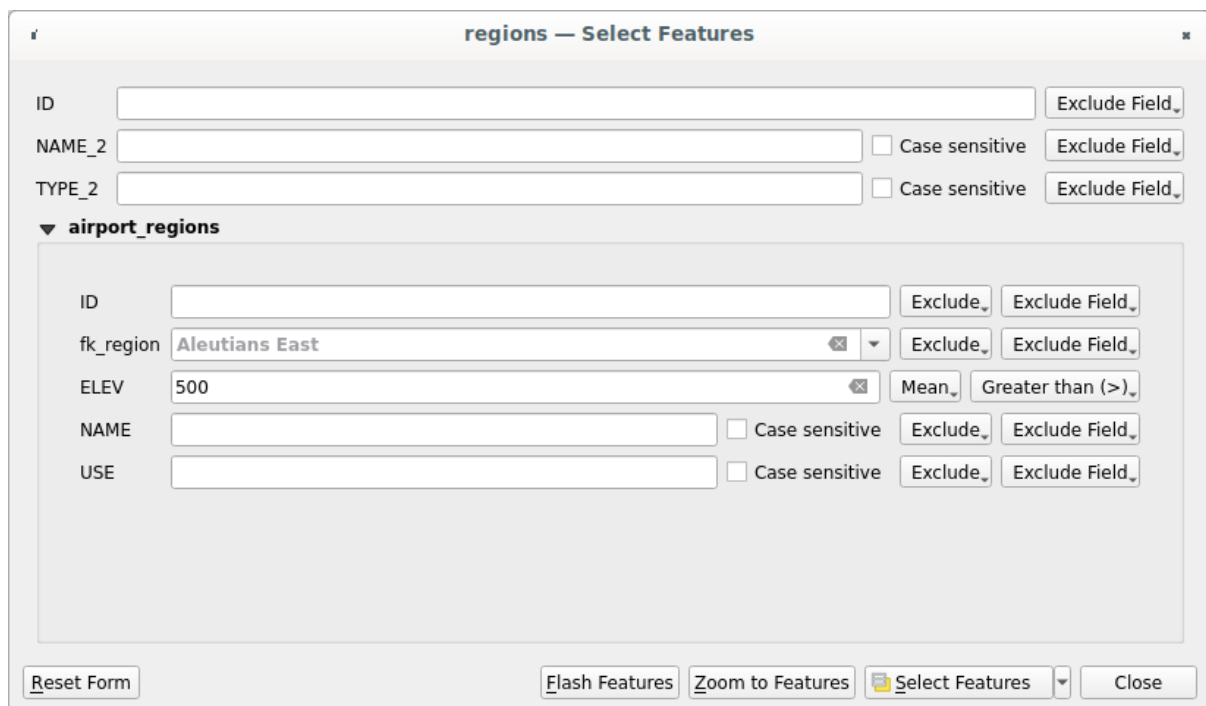 regions — Select Features
ID Exclude Field
NAME_2 Case sensitive Exclude Field
TYPE_2 Case sensitive Exclude Field
airport_regions
ID Exclude Exclude Field
fk_region Aleutians East Exclude Exclude Field
ELEV 500 Mean Greater than (>)
NAME Case sensitive Exclude Exclude Field
USE Case sensitive Exclude Exclude Field
Reset Form Flash Features Zoom to Features Select Features Close